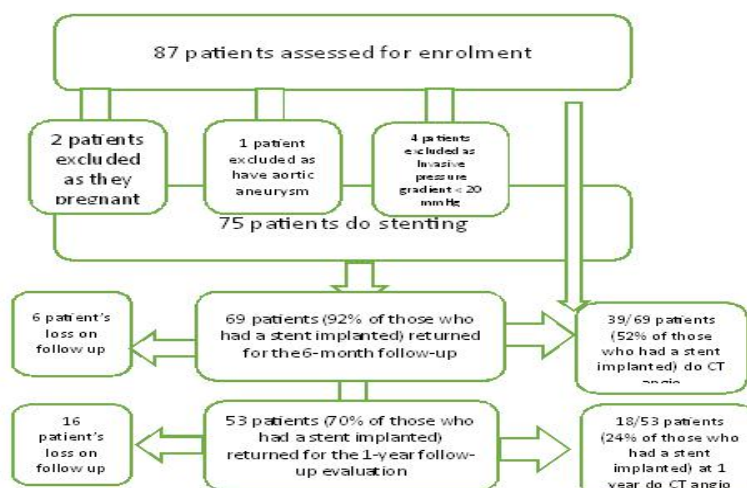 87 patients assessed for enrolment
2 patients
excluded
as they
pregnant
1 patient
excluded as
have aortic
aneurysm
4 patients
excluded as
Invasive
pressure
gradient < 20
mmHg
75 patients do stenting
6 patient's
loss on
follow up
69 patients (92% of those who
had a stent implanted) returned
for the 6-month follow-up
39/69 patients
(52% of those
who had a stent
implanted) do CT
angio
16
patient's
loss on
follow up
53 patients (70% of those who
had a stent implanted)
returned for the 1-year follow-
up evaluation
18/53 patients
(24% of those who
had a stent
implanted) at 1
year do CT angio